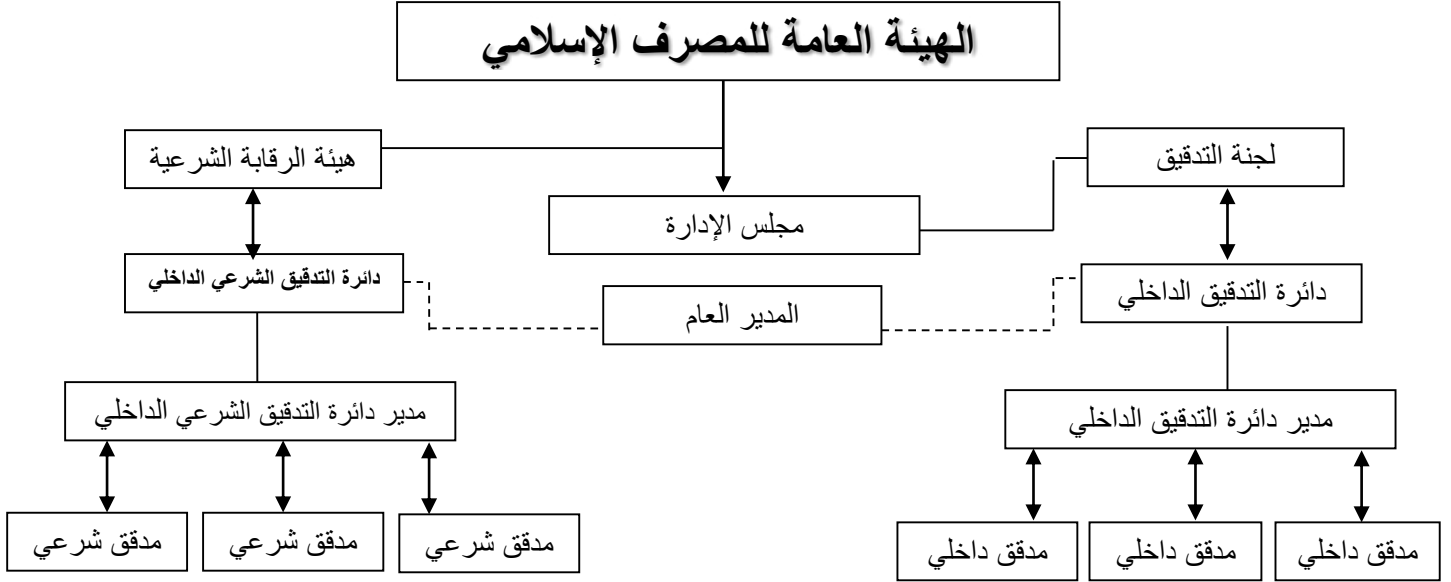 الهيئة العامة للمصرف الإسلامي
لجنة التدقيق
هيئة الرقابة الشرعية
مجلس الإدارة
دائرة التدقيق الداخلي
المدير العام
دائرة التدقيق الشرعي الداخلي
مدير دائرة التدقيق الداخلي
مدير دائرة التدقيق الشرعي الداخلي
مدقق داخلي
مدقق داخلي
مدقق داخلي
مدقق شرعي
مدقق شرعي
مدقق شرعي